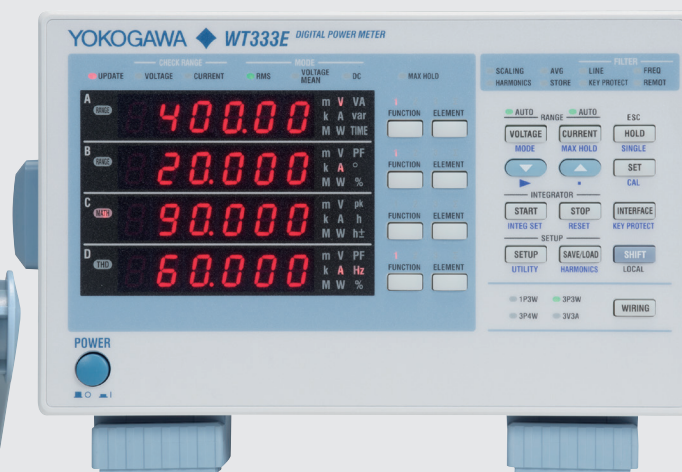 YOKOGAWA WT333E DIGITAL POWER METER
CHECK RANGE MODE FILTER
UPDATE VOLTAGE CURRENT RMS VOLTAGE MEAN DC MAX HOLD
SCALING AVG LINE FREQ
HARMONICS STORE KEY PROTECT REMOT
A RANGE 400.00 m V VA
k A var
M W TIME
FUNCTION ELEMENT
B RANGE 20.000 m V PF
k A °
M W %
FUNCTION ELEMENT
C MATH 90.000 m V pk
k A h
M W h±
FUNCTION ELEMENT
D THD 60.000 m V PF
k A Hz
M W %
FUNCTION ELEMENT
AUTO RANGE AUTO ESC
VOLTAGE CURRENT HOLD
MODE MAX HOLD SINGLE
SET
CAL
INTEGRATOR
START STOP INTERFACE
INTEG SET RESET KEY PROTECT
SETUP
SETUP SAVE/LOAD SHIFT
UTILITY HARMONICS LOCAL
1P3W 3P3W
3P4W 3V3A
WIRING
POWER